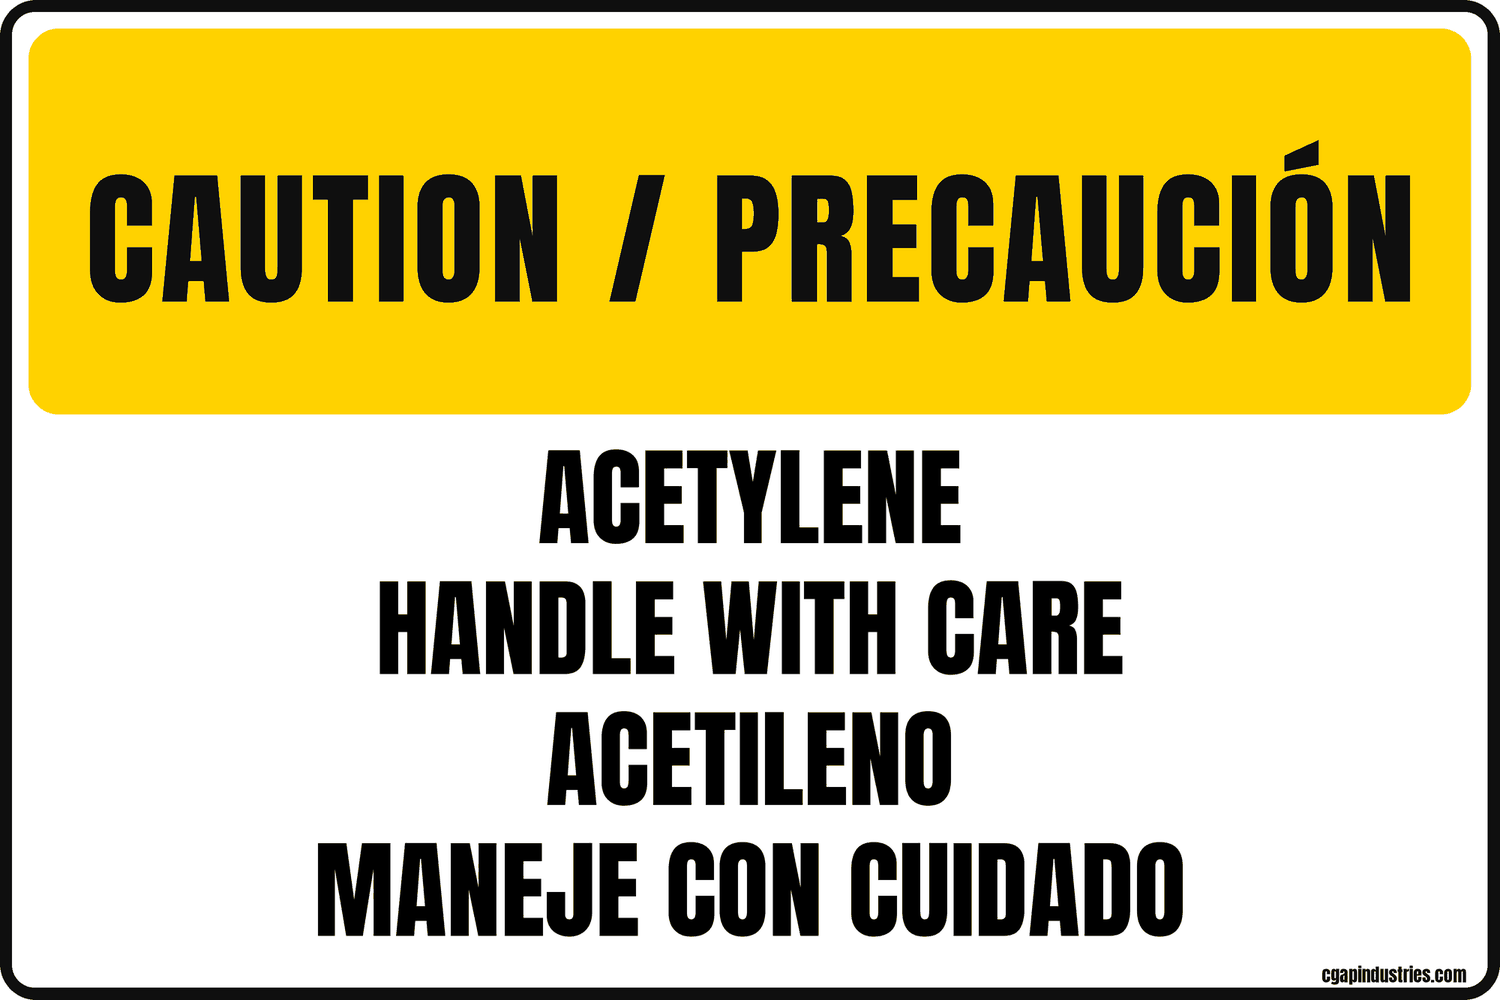 CAUTION / PRECAUCIÓN
ACETYLENE
HANDLE WITH CARE
ACETILENO
MANEJE CON CUIDADO
cgapindustries.com